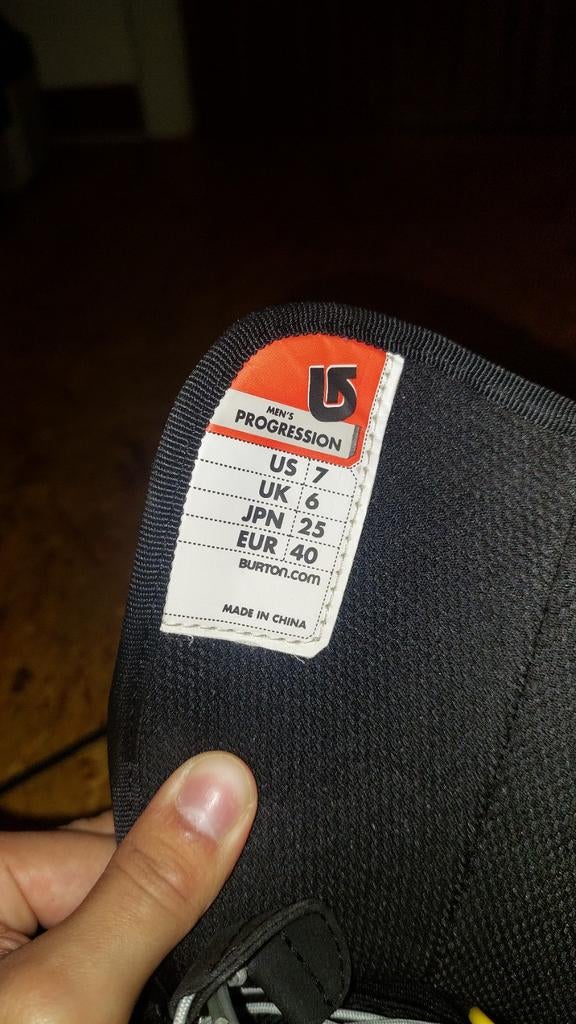 MEN'S
PROGRESSION
US 7
UK 6
JPN 25
EUR 40
BURTON.COM
MADE IN CHINA